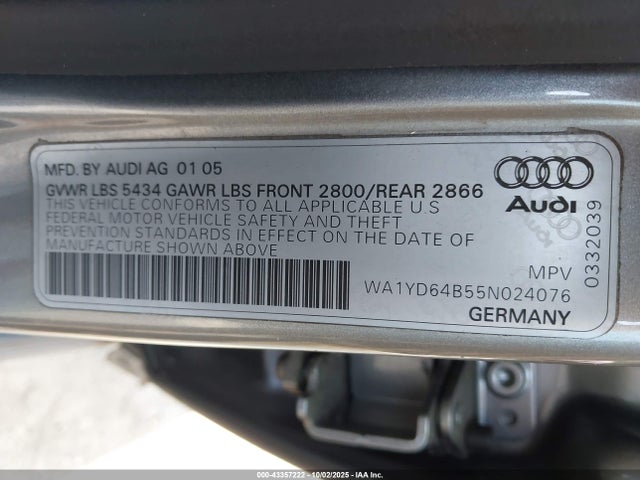 MFD. BY AUDI AG 01 05
GVWR LBS 5434 GAWR LBS FRONT 2800/REAR 2866
THIS VEHICLE CONFORMS TO ALL APPLICABLE U S
FEDERAL MOTOR VEHICLE SAFETY AND THEFT
PREVENTION STANDARDS IN EFFECT ON THE DATE OF
MANUFACTURE SHOWN ABOVE
Audi
0332039
MPV
WA1YD64B55N024076
GERMANY
000-43357222 - 10/02/2025 - IAA Inc.